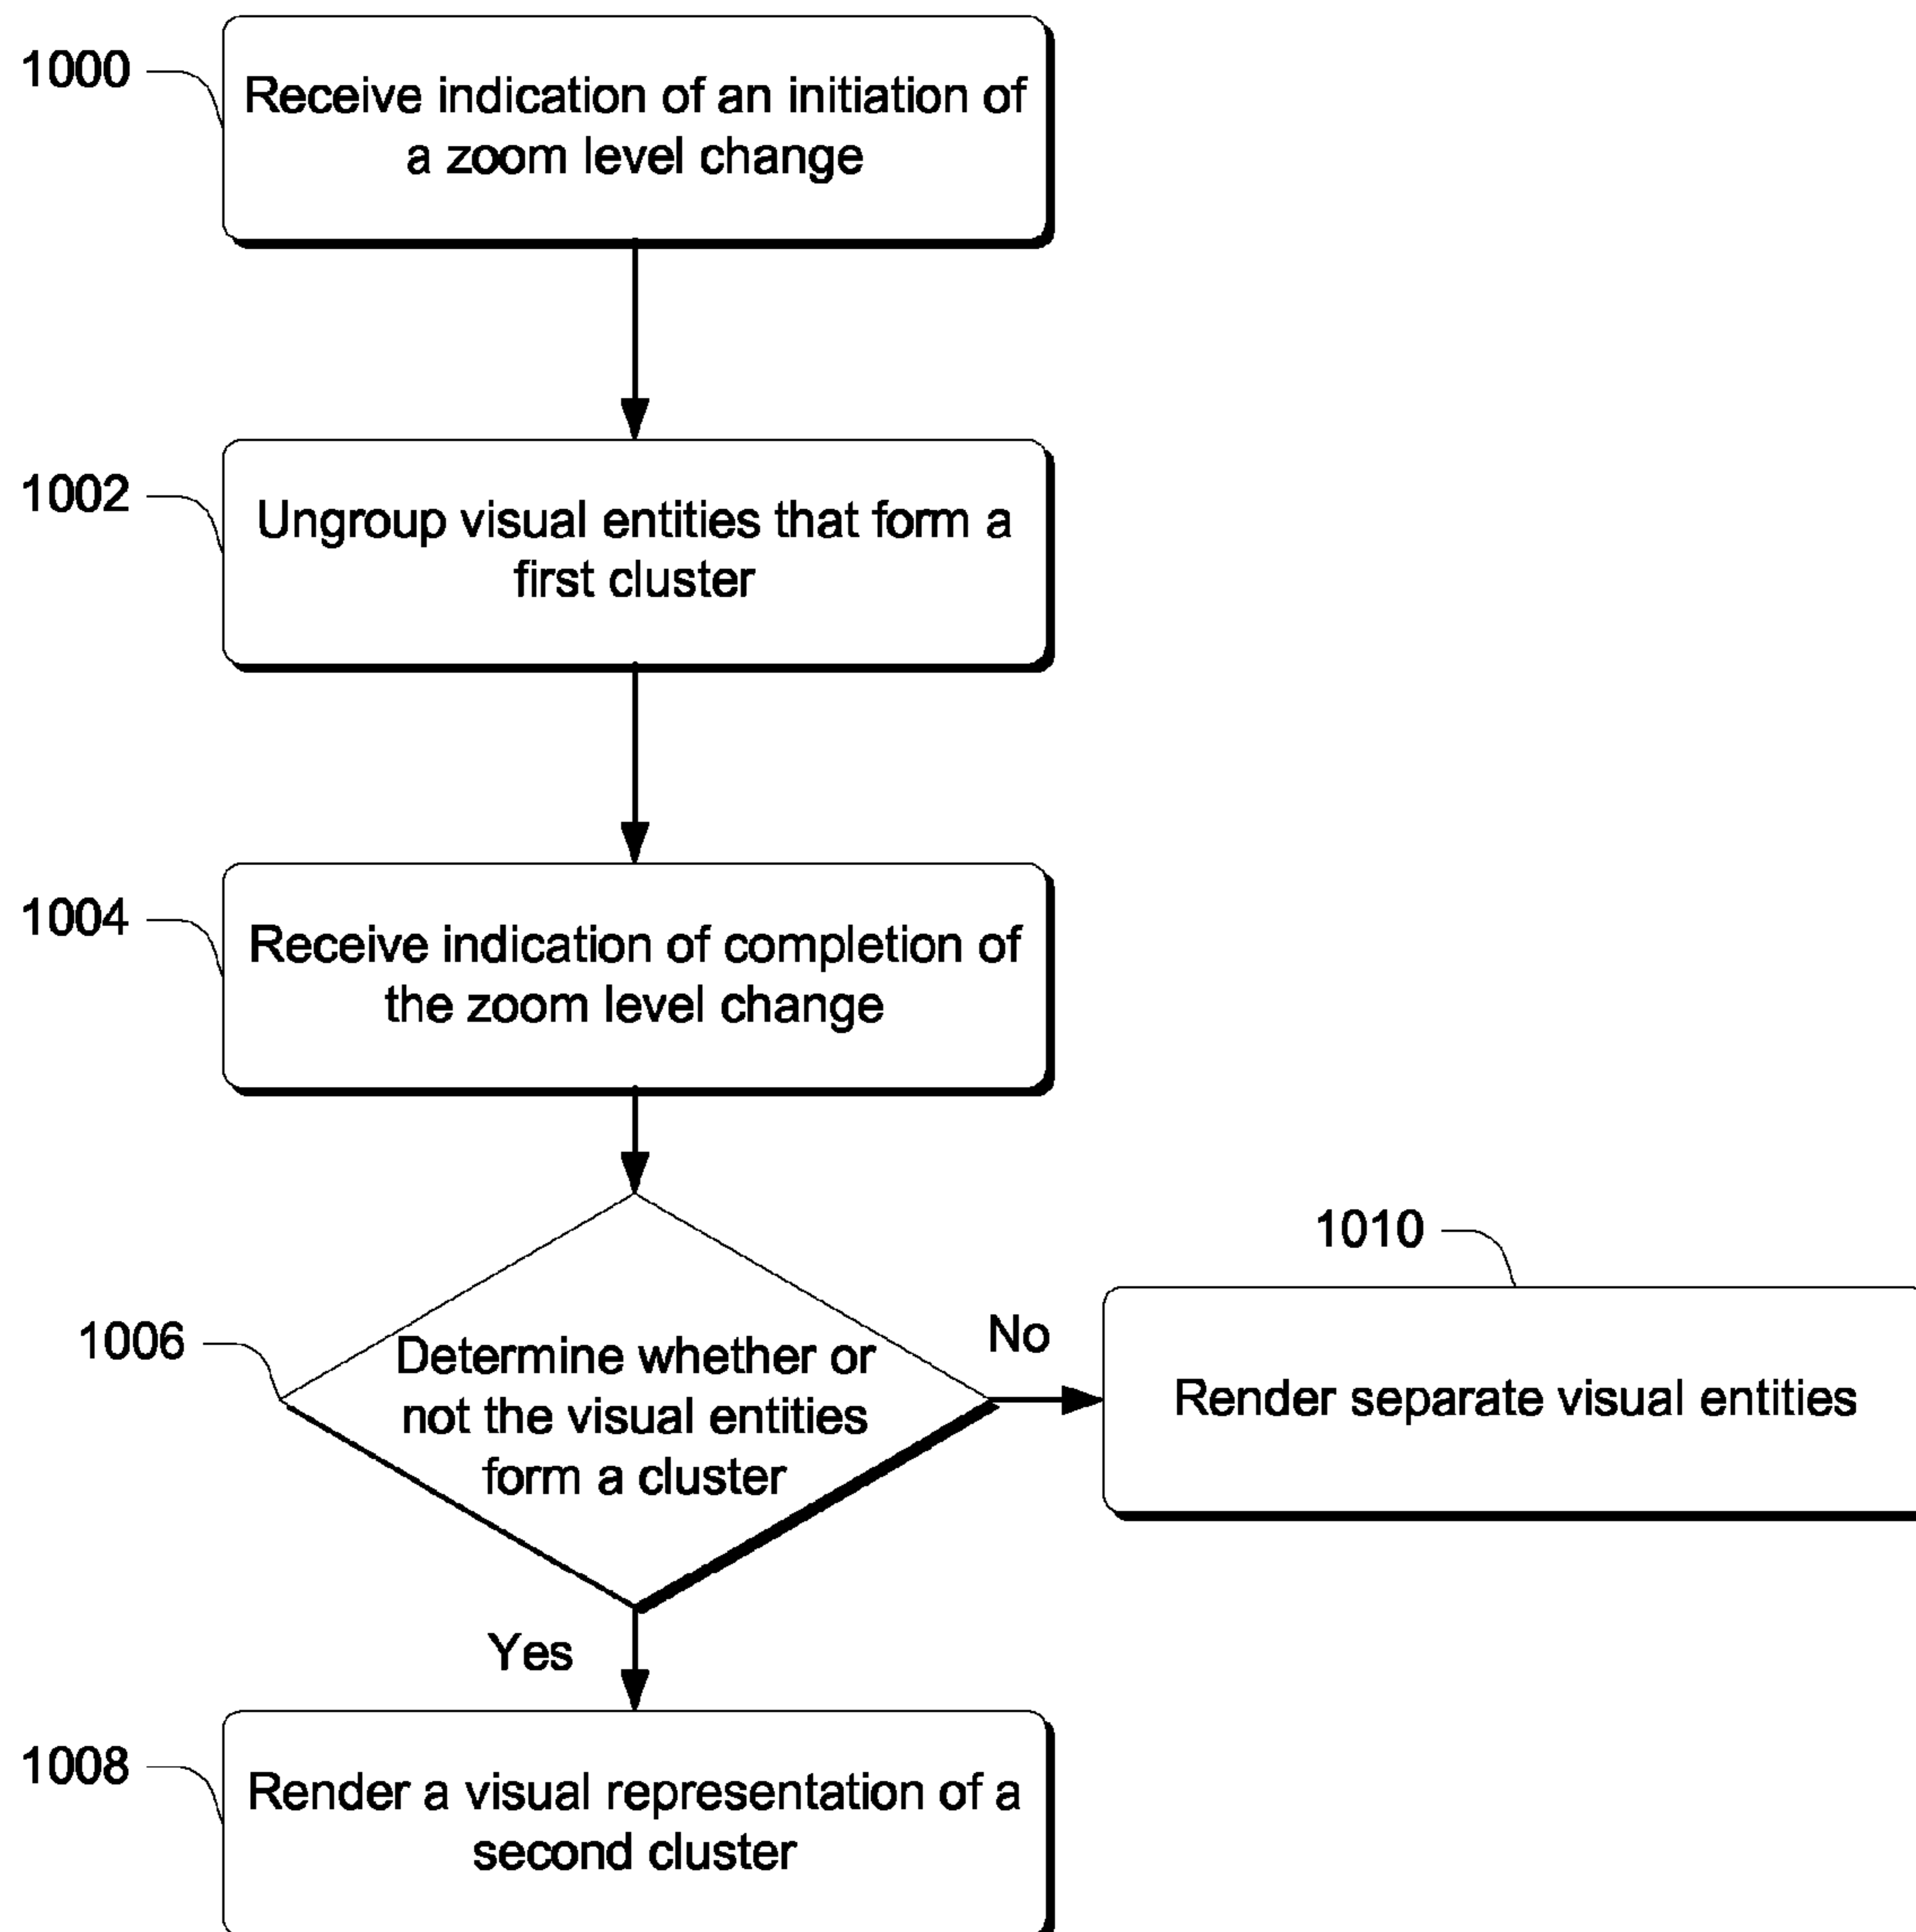 1000
Receive indication of an initiation of
a zoom level change
1002
Ungroup visual entities that form a
first cluster
1004
Receive indication of completion of
the zoom level change
1006
Determine whether or
not the visual entities
form a cluster
No
1010
Render separate visual entities
Yes
1008
Render a visual representation of a
second cluster